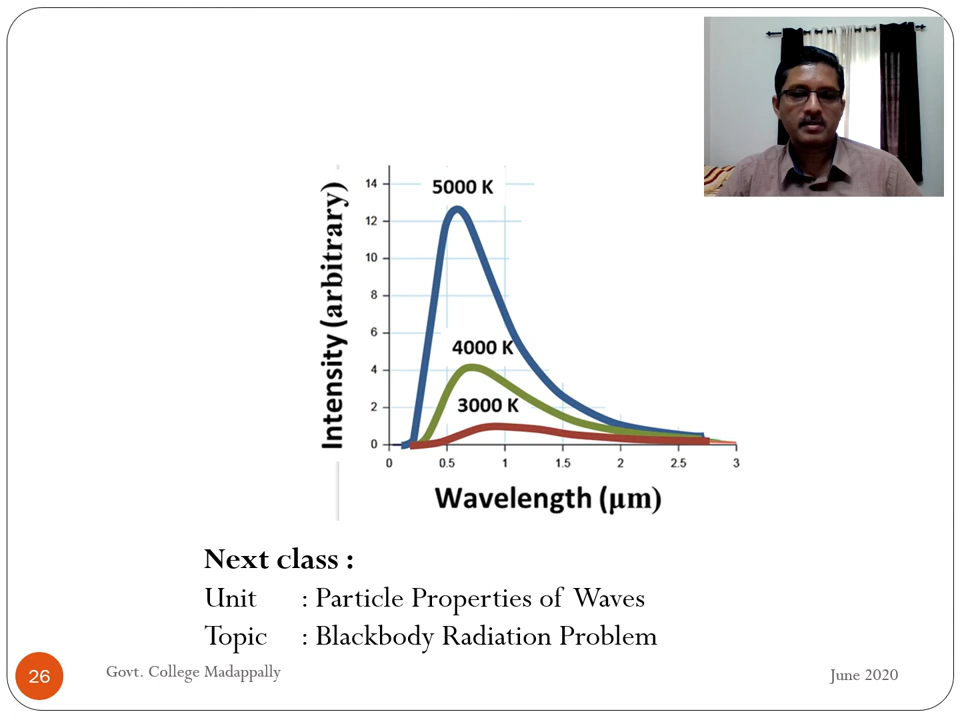 Intensity (arbitrary)
14
12
10
8
6
4
2
0
5000 K
4000 K
3000 K
0 0.5 1 1.5 2 2.5 3
Wavelength (µm)
Next class :
Unit : Particle Properties of Waves
Topic : Blackbody Radiation Problem
26 Govt. College Madappally June 2020